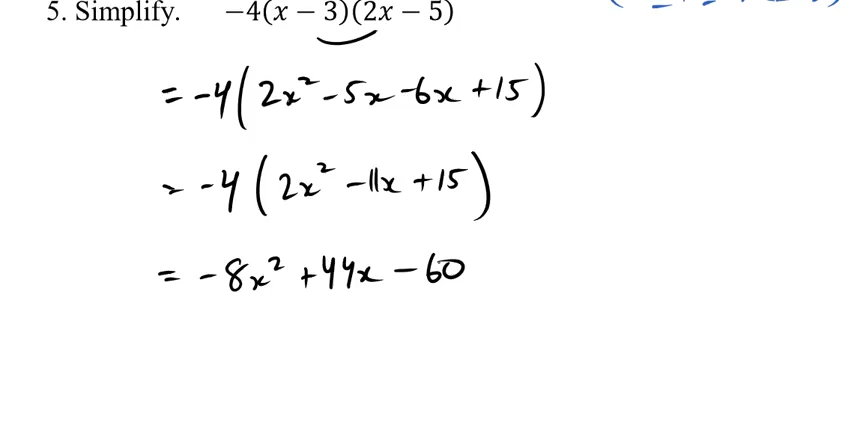 5. Simplify. −4(x − 3)(2x − 5)
= -4(2x² -5x -6x +15)
= -4(2x² -11x +15)
= -8x² +44x -60